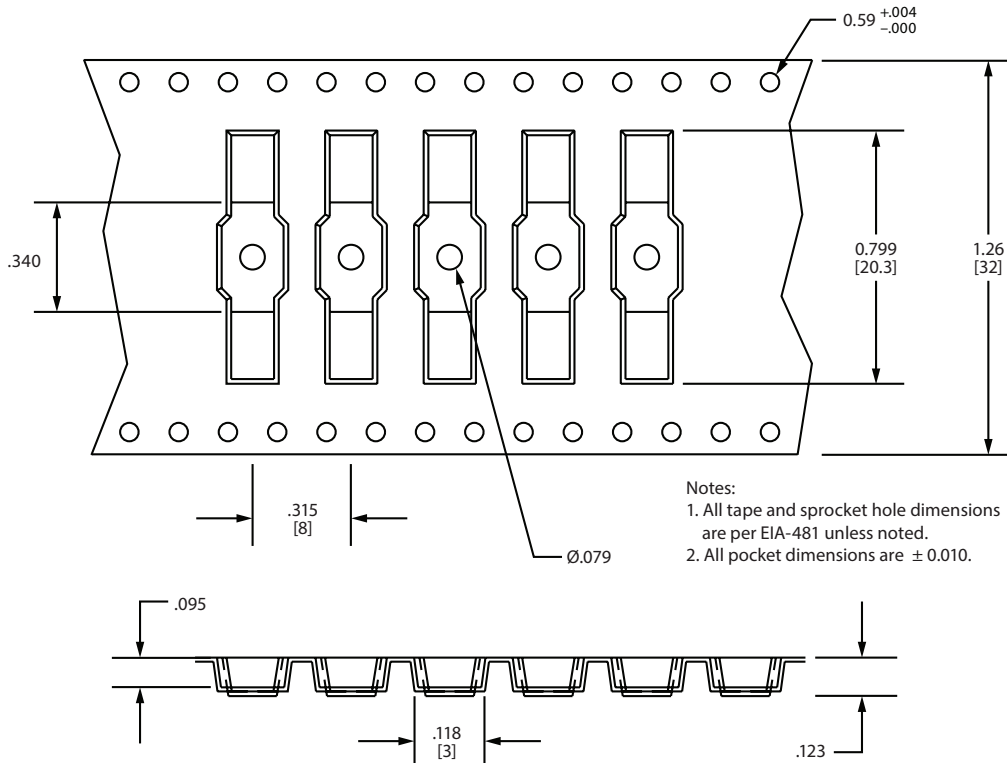 0.59 +.004
–.000
.340
0.799
[20.3]
1.26
[32]
.315
[8]
Ø.079
Notes:
1. All tape and sprocket hole dimensions
are per EIA-481 unless noted.
2. All pocket dimensions are ± 0.010.
.095
.118
[3]
.123